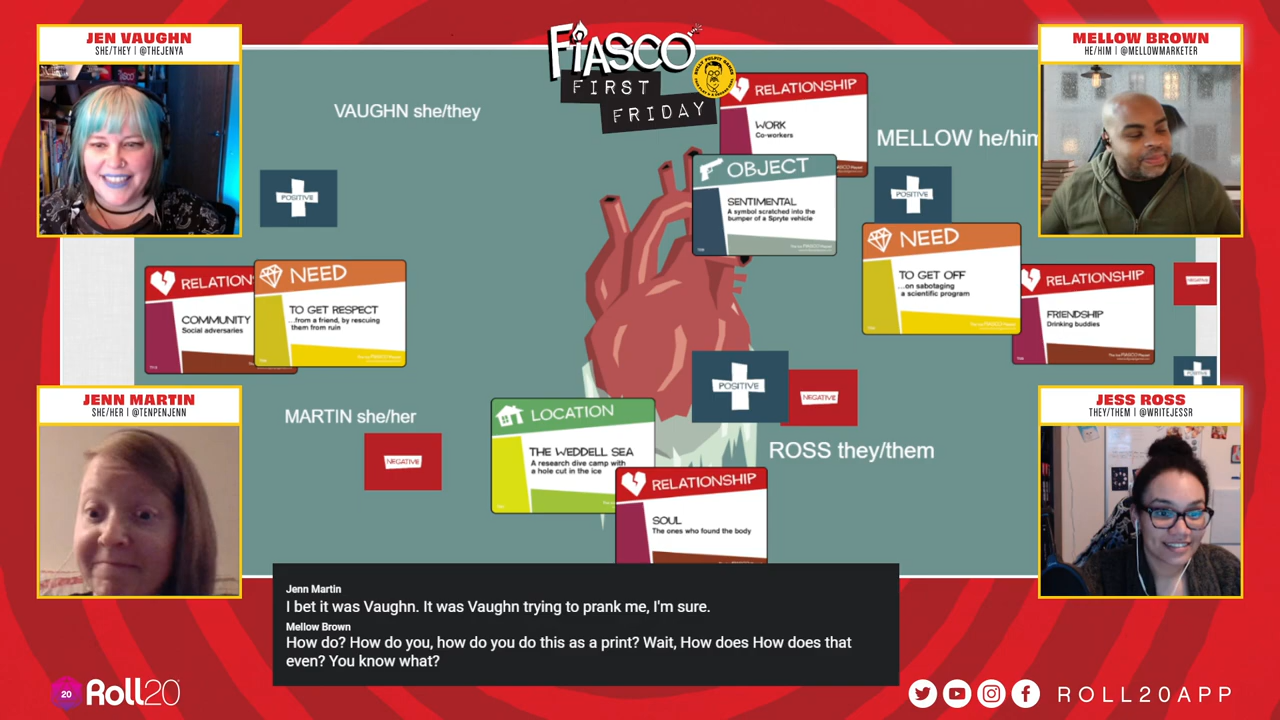 JEN VAUGHN
SHE/THEY | @THEJENYA
FIASCO
FIRST
FRIDAY
BULLY PULPIT GAMES
MELLOW BROWN
HE/HIM | @MELLOWMARKETER
VAUGHN she/they
POSITIVE
RELATIONSHIP
WORK
Co-workers
MELLOW he/him
OBJECT
SENTIMENTAL
A symbol scratched into the
bumper of a Spryte vehicle
POSITIVE
NEED
TO GET OFF
...on sabotaging
a scientific program
RELATIONSHIP
FRIENDSHIP
Drinking buddies
NEGATIVE
POSITIVE
RELATION
COMMUNITY
Social adversaries
NEED
TO GET RESPECT
...from a friend, by rescuing
them from ruin
JENN MARTIN
SHE/HER | @TENPENJENN
MARTIN she/her
NEGATIVE
POSITIVE
NEGATIVE
LOCATION
THE WEDDELL SEA
A research dive camp with
a hole cut in the ice
ROSS they/them
RELATIONSHIP
SOUL
The ones who found the body
JESS ROSS
THEY/THEM | @WRITEJESSR
Jenn Martin
I bet it was Vaughn. It was Vaughn trying to prank me, I'm sure.
Mellow Brown
How do? How do you, how do you do this as a print? Wait, How does How does that
even? You know what?
20 Roll20
ROLL20APP